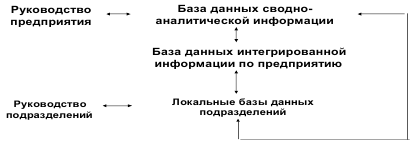 Руководство
предприятия
База данных сводно-
аналитической информации
База данных интегрированной
информации по предприятию
Руководство
подразделений
Локальные базы данных
подразделений